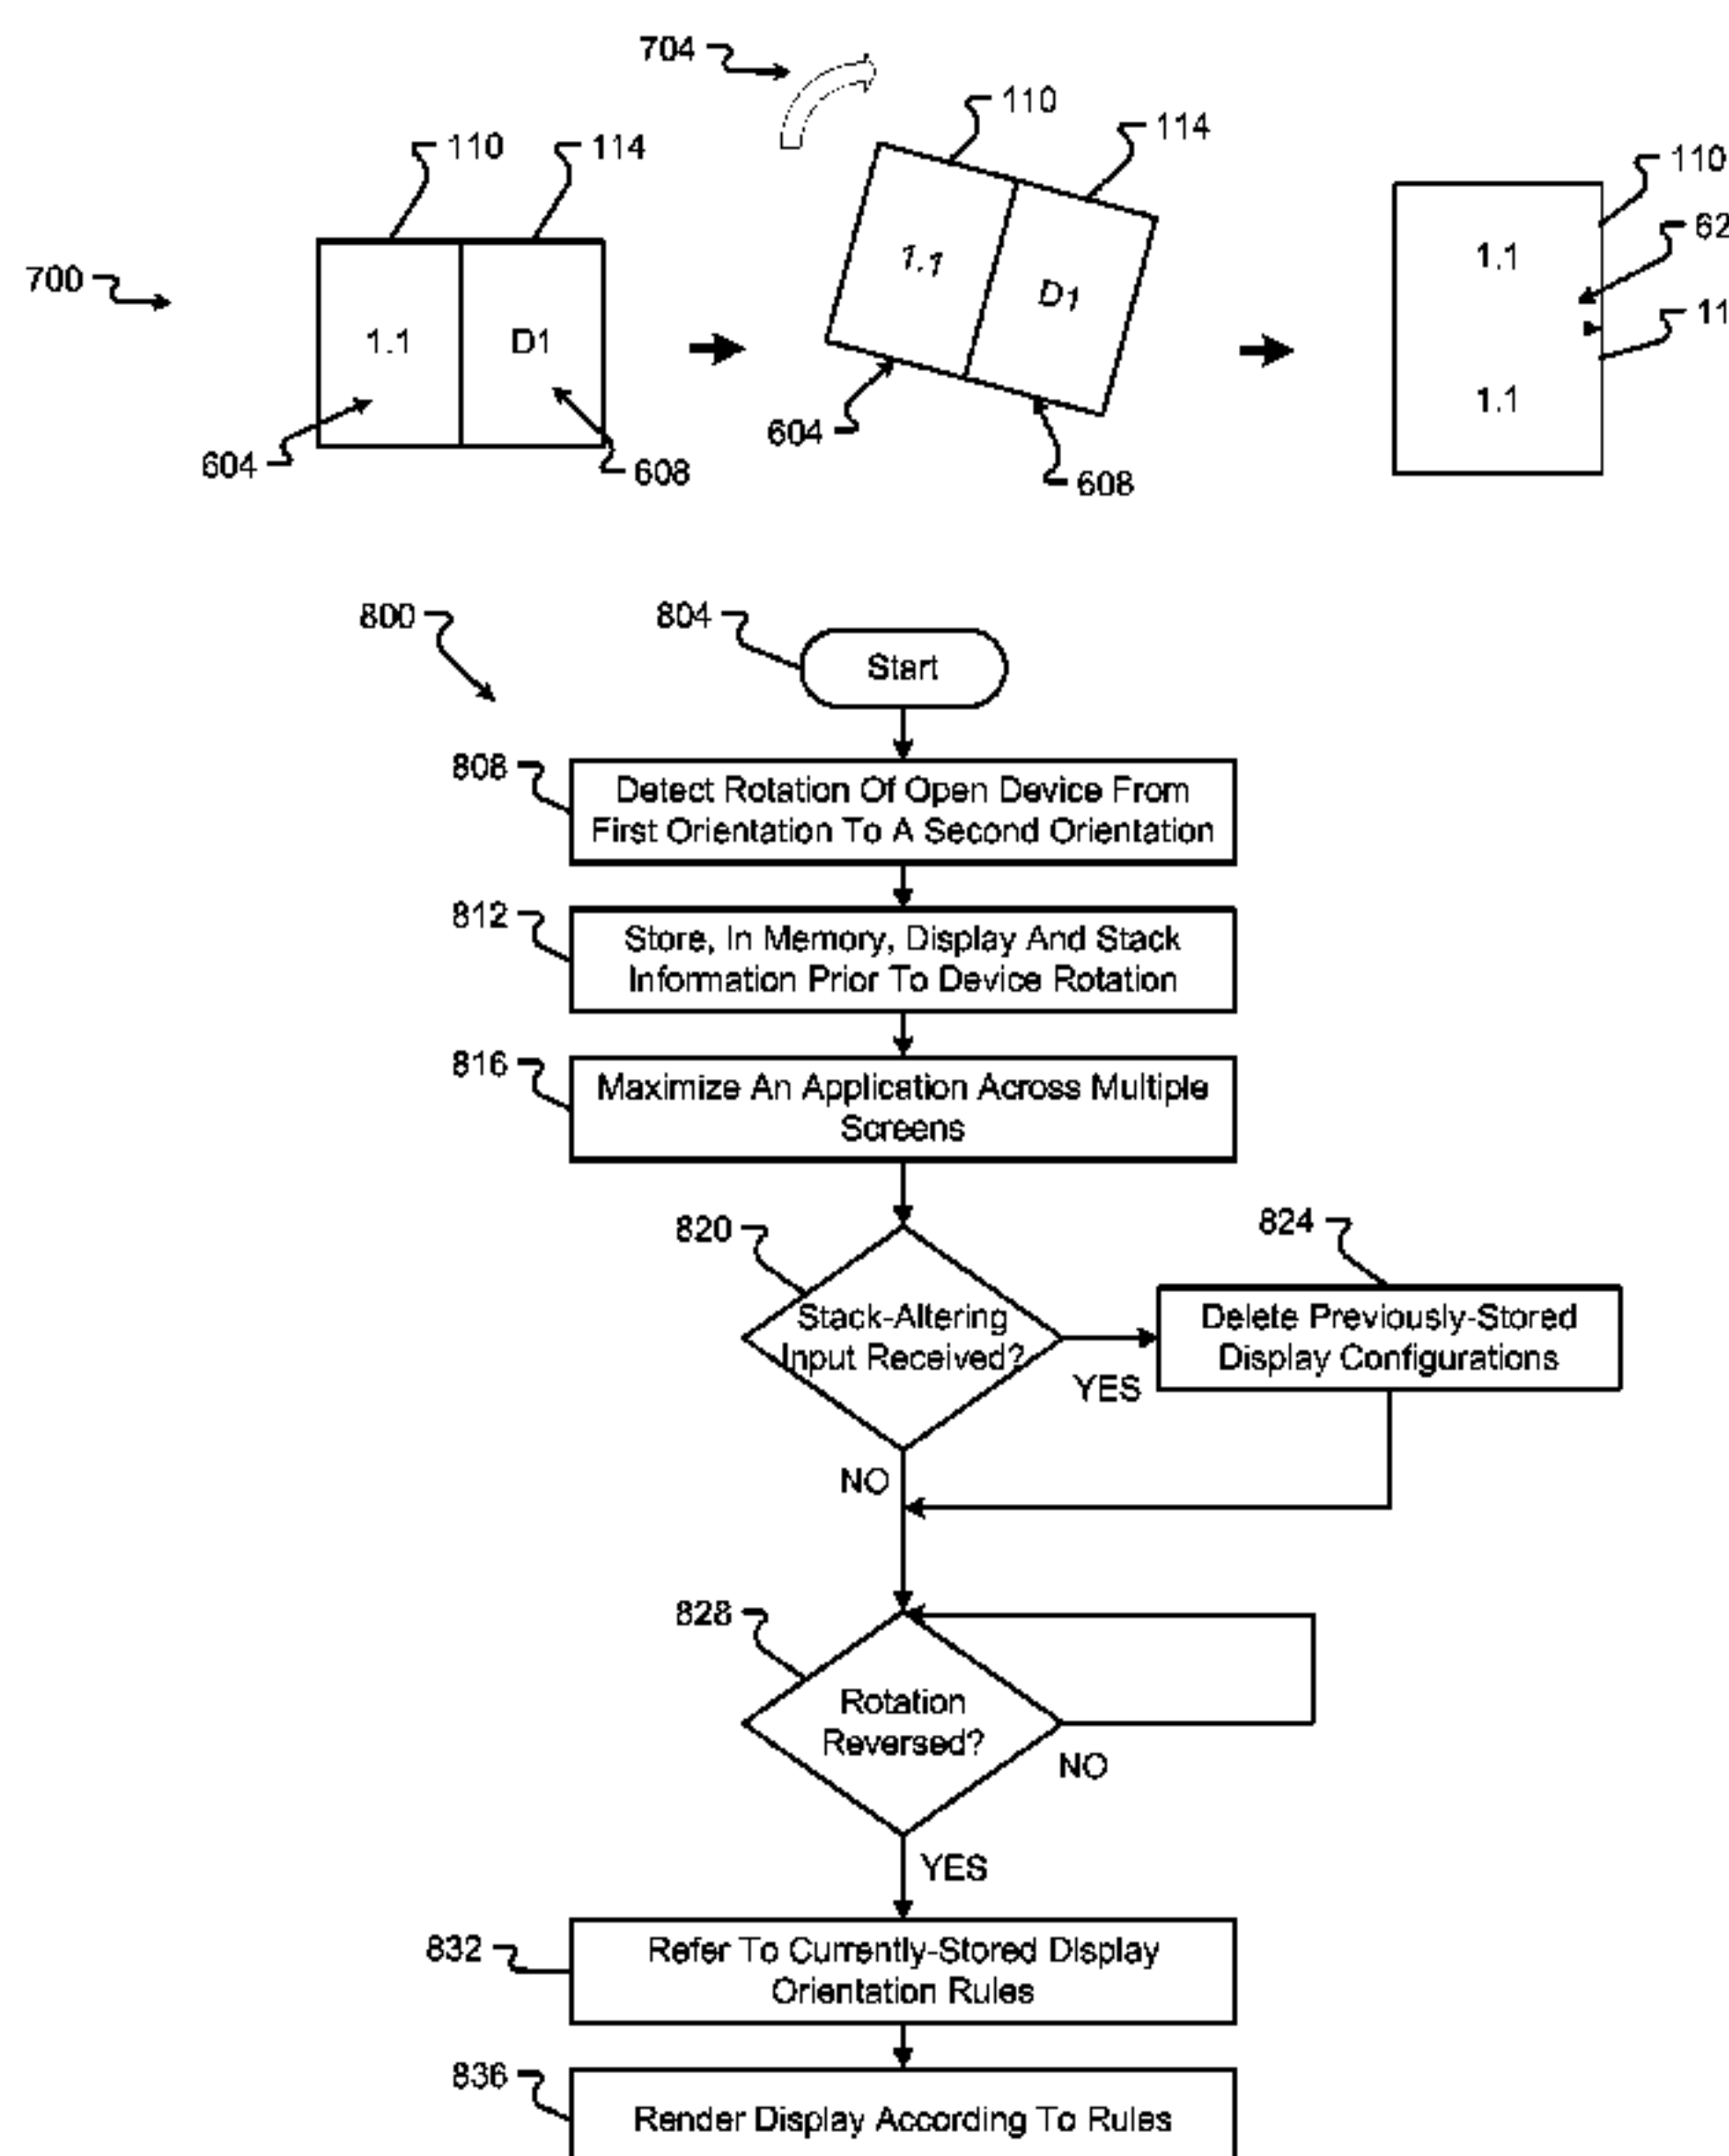 704
110
114
110
114
110
700
62
11
1.1
D1
1.1
D1
1.1
1.1
604
608
604
608
800
804
Start
808
Detect Rotation Of Open Device From
First Orientation To A Second Orientation
812
Store, In Memory, Display And Stack
Information Prior To Device Rotation
816
Maximize An Application Across Multiple
Screens
820
824
Stack-Altering
Input Received?
Delete Previously-Stored
Display Configurations
YES
NO
828
Rotation
Reversed?
NO
YES
832
Refer To Currently-Stored Display
Orientation Rules
836
Render Display According To Rules